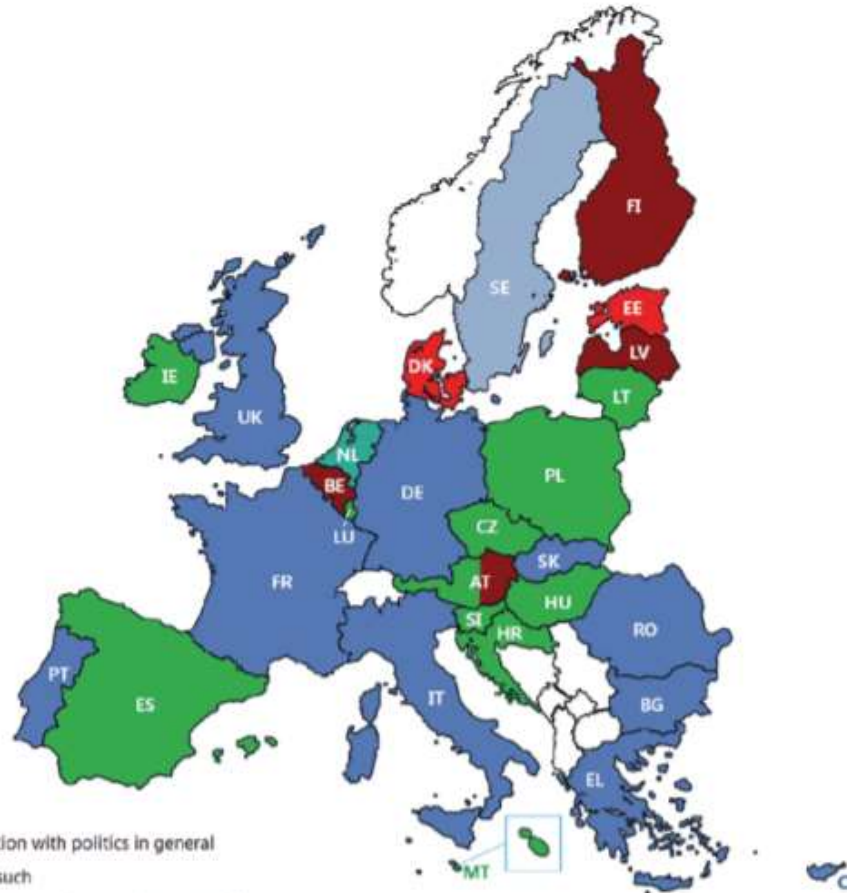 FI
SE
EE
LV
DK
LT
IE
UK
NL
BE
PL
DE
LU
CZ
SK
FR
AT
HU
SI
HR
RO
PT
ES
IT
BG
EL
with politics in general
such
MT